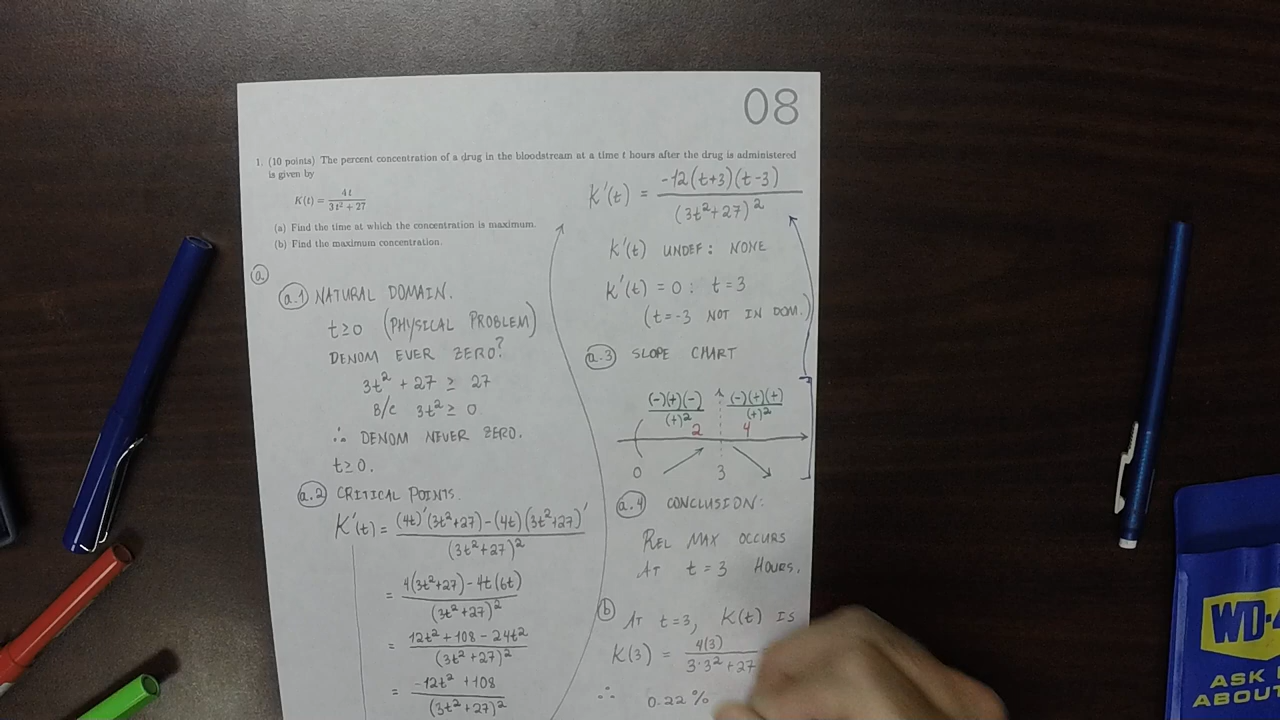 08
1. (10 points) The percent concentration of a drug in the bloodstream at a time t hours after the drug is administered
is given by
K(t) = 4t / 3t² + 27
(a) Find the time at which the concentration is maximum.
(b) Find the maximum concentration.
a.
a.1 NATURAL DOMAIN.
t≥0 (PHYSICAL PROBLEM)
DENOM EVER ZERO?
3t² + 27 ≥ 27
B/C 3t² ≥ 0
∴ DENOM NEVER ZERO.
t≥0.
a.2 CRITICAL POINTS.
K'(t) = (4t)'(3t²+27)-(4t)(3t²+27)' / (3t²+27)²
= 4(3t²+27)-4t(6t) / (3t²+27)²
= 12t²+108-24t² / (3t²+27)²
= -12t²+108 / (3t²+27)²
K'(t) = -12(t+3)(t-3) / (3t²+27)²
K'(t) UNDEF: NONE
K'(t) = 0: t=3
(t=-3 NOT IN DOM.)
a.3 SLOPE CHART
(-)(+)(-) / (+)² (-)(+)(+) / (+)²
2 4
0 3
a.4 CONCLUSION:
REL MAX OCCURS
AT t=3 HOURS.
b AT t=3, K(t) IS
K(3) = 4(3) / 3·3²+27
∴ 0.22%
WD-4
ASK
ABOUT